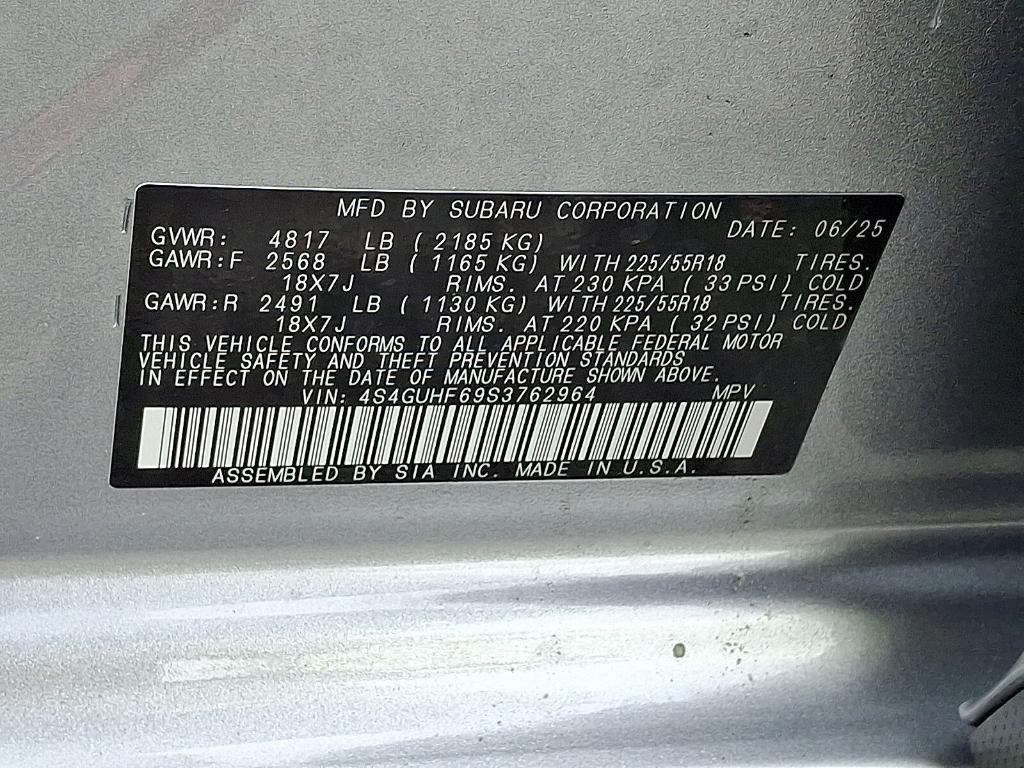 MFD BY SUBARU CORPORATION
DATE: 06/25
GVWR: 4817 LB ( 2185 KG)
GAWR:F 2568 LB ( 1165 KG) WITH 225/55R18 TIRES.
18X7J RIMS. AT 230 KPA ( 33 PSI) COLD
GAWR:R 2491 LB ( 1130 KG) WITH 225/55R18 TIRES.
18X7J RIMS. AT 220 KPA ( 32 PSI) COLD
THIS VEHICLE CONFORMS TO ALL APPLICABLE FEDERAL MOTOR
VEHICLE SAFETY AND THEFT PREVENTION STANDARDS
IN EFFECT ON THE DATE OF MANUFACTURE SHOWN ABOVE.
VIN: 4S4GUHF69S3762964 MPV
ASSEMBLED BY SIA INC. MADE IN U.S.A.